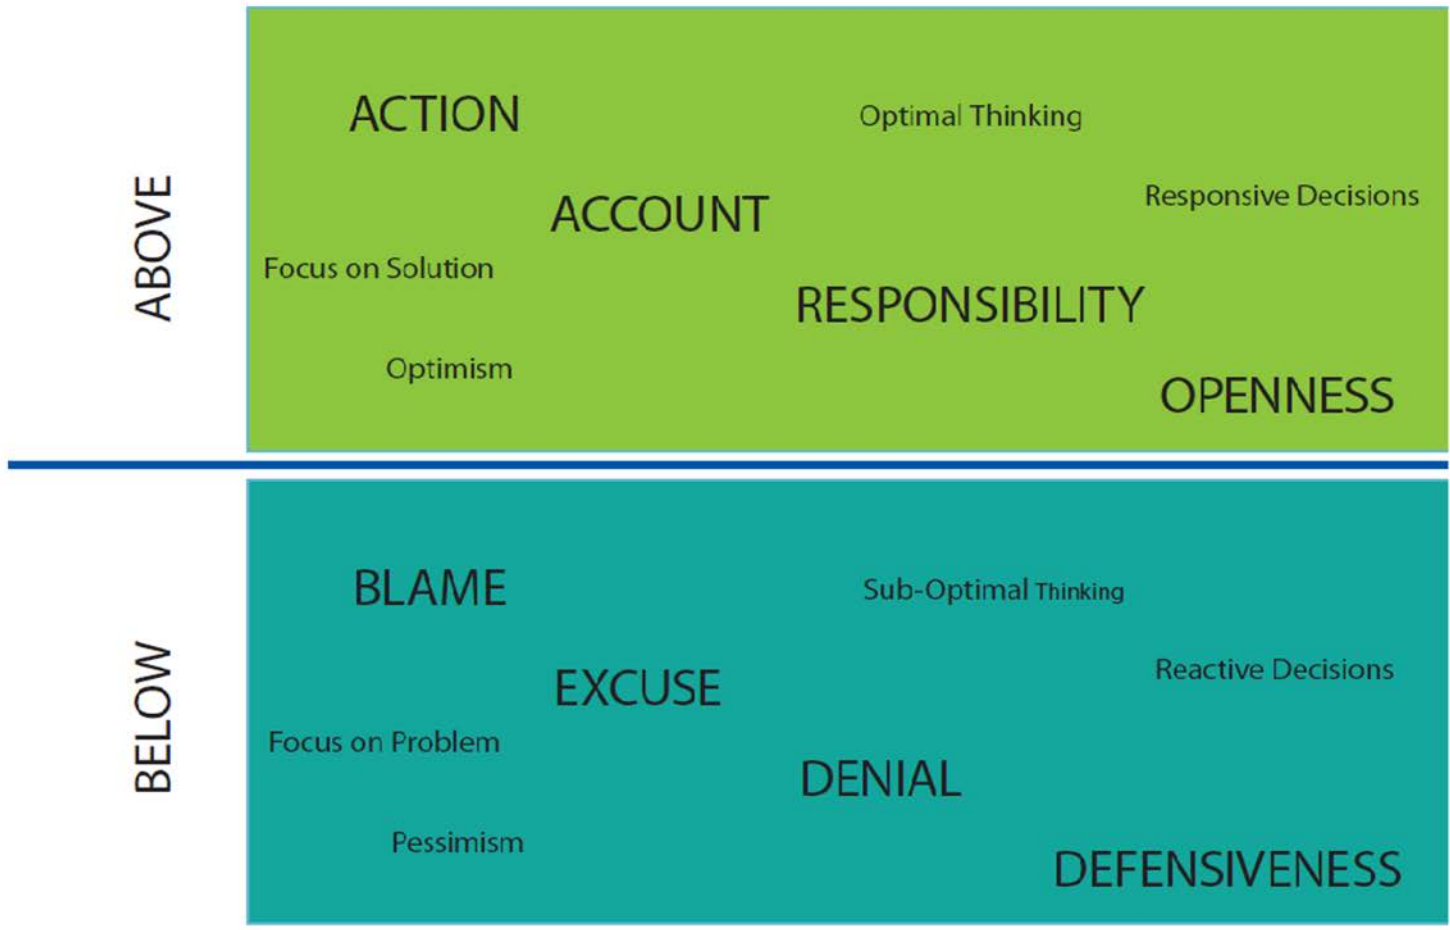 ABOVE
ACTION
Optimal Thinking
Responsive Decisions
ACCOUNT
Focus on Solution
RESPONSIBILITY
Optimism
OPENNESS
BELOW
BLAME
Sub-Optimal Thinking
Reactive Decisions
EXCUSE
Focus on Problem
DENIAL
Pessimism
DEFENSIVENESS